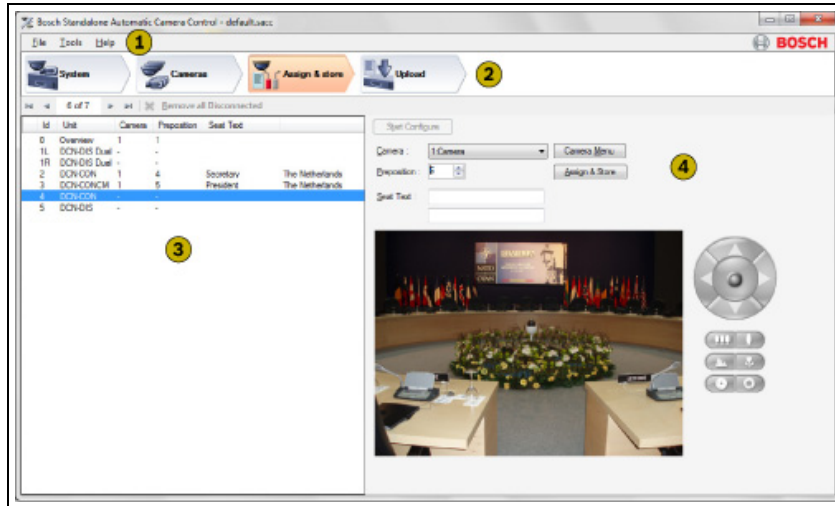 Bosch Standalone Automatic Camera Control - default.sacc
File Tools Help 1
BOSCH
System Cameras Assign & store Upload 2
6 of 7 Remove all Disconnected
Id Unit Camera Preposition Seat Text
0 Overview 1 1
1L DCN-DIS Dual - -
1R DCN-DIS Dual - -
2 DCN-CON 1 4 Secretary The Netherlands
3 DCN-CONCM 1 5 President The Netherlands
4 DCN-CON - -
5 DCN-DIS - -
3
Start Configure
Camera : 1:Camera Camera Menu
Preposition : Assign & Store 4
Seat Text :